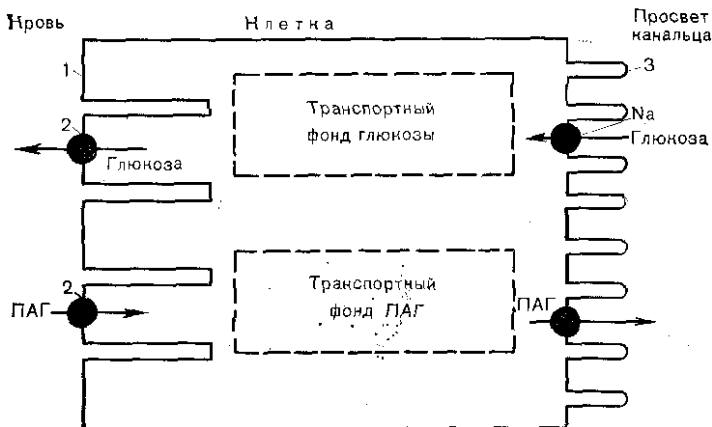 Кровь
Клетка
Просвет
канальца
1
3
Транспортный
фонд глюкозы
2
Na
Глюкоза
Глюкоза
Транспортный
фонд ПАГ
2
ПАГ
ПАГ